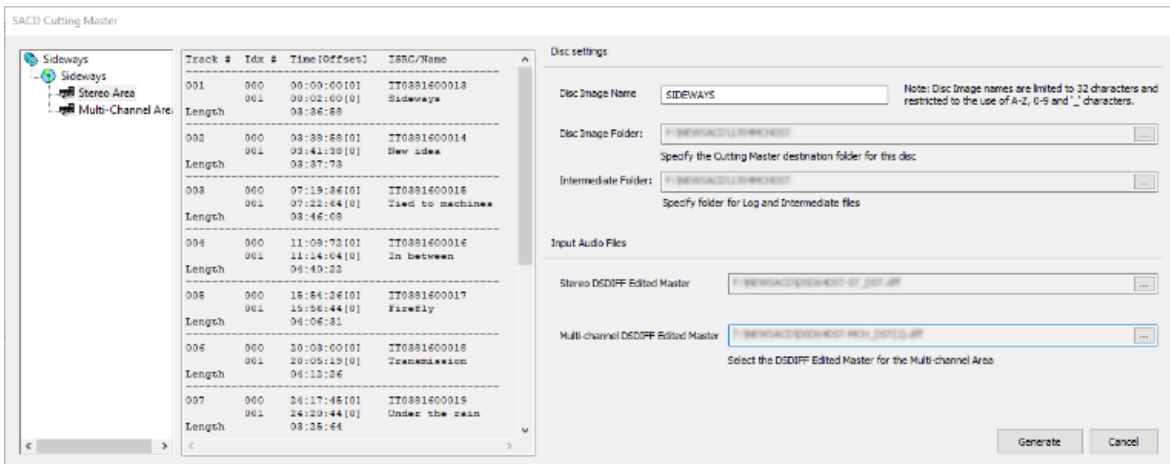 SACD Cutting Master
Sideways
Sideways
Stereo Area
Multi-Channel Are
Track # Idx # Time[Offset] ISRC/Name
001 000 00:00:00[0] IT0381600013
001 00:02:00[0] Sideways
Length 03:36:58
002 000 03:38:58[0] IT0381600014
001 03:41:38[0] New idea
Length 03:37:73
003 000 07:19:36[0] IT0381600015
001 07:22:64[0] Tied to machines
Length 03:46:08
004 000 11:08:72[0] IT0381600016
001 11:14:04[0] In between
Length 04:40:22
005 000 15:54:26[0] IT0381600017
001 15:56:44[0] Firefly
Length 04:06:31
006 000 20:03:00[0] IT0381600018
001 20:05:19[0] Transmission
Length 04:12:26
007 000 24:17:45[0] IT0381600019
001 24:20:44[0] Under the rain
Length 03:35:64
Disc settings
Disc Image Name SIDEWAYS
Note: Disc Image names are limited to 32 characters and
restricted to the use of A-Z, 0-9 and '_' characters.
Disc Image Folder: ...
Specify the Cutting Master destination folder for this disc
Intermediate Folder: ...
Specify folder for Log and Intermediate files
Input Audio Files
Stereo DSDIFF Edited Master ...
Multi-channel DSDIFF Edited Master ...
Select the DSDIFF Edited Master for the Multi-channel Area
Generate Cancel